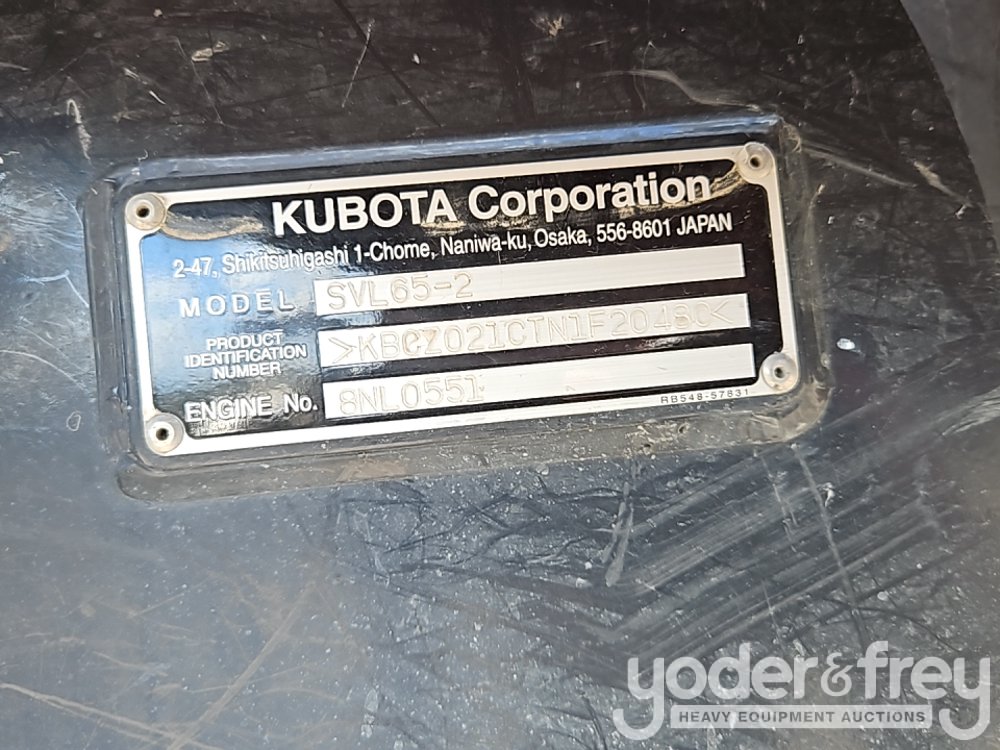 KUBOTA Corporation
2-47, Shikitsuhigashi 1-Chome, Naniwa-ku, Osaka, 556-8601 JAPAN
MODEL SVL65-2
PRODUCT
IDENTIFICATION
NUMBER
>KBCZ021CTN1F20480<
ENGINE No. 8NL0551
RB548-57831
yoder&frey
HEAVY EQUIPMENT AUCTIONS